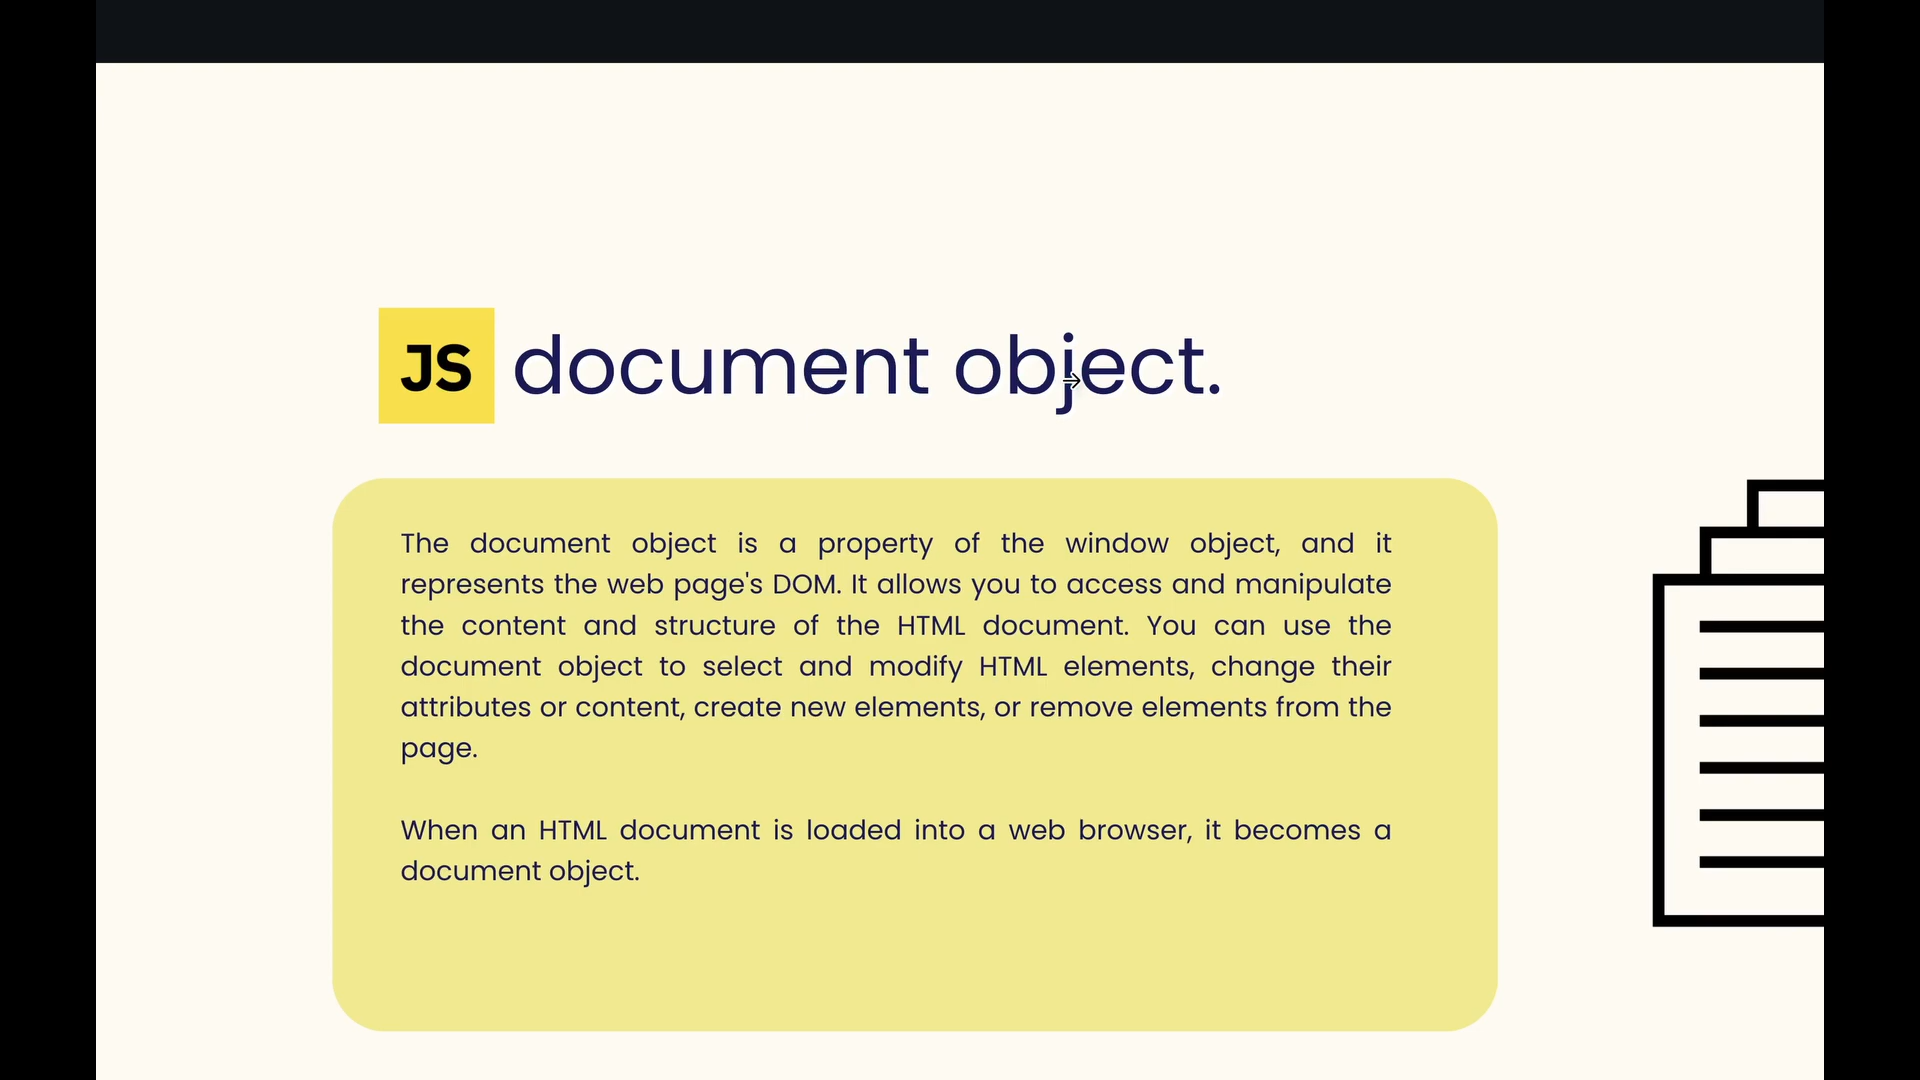 JS document object.
The document object is a property of the window object, and it
represents the web page's DOM. It allows you to access and manipulate
the content and structure of the HTML document. You can use the
document object to select and modify HTML elements, change their
attributes or content, create new elements, or remove elements from the
page.
When an HTML document is loaded into a web browser, it becomes a
document object.